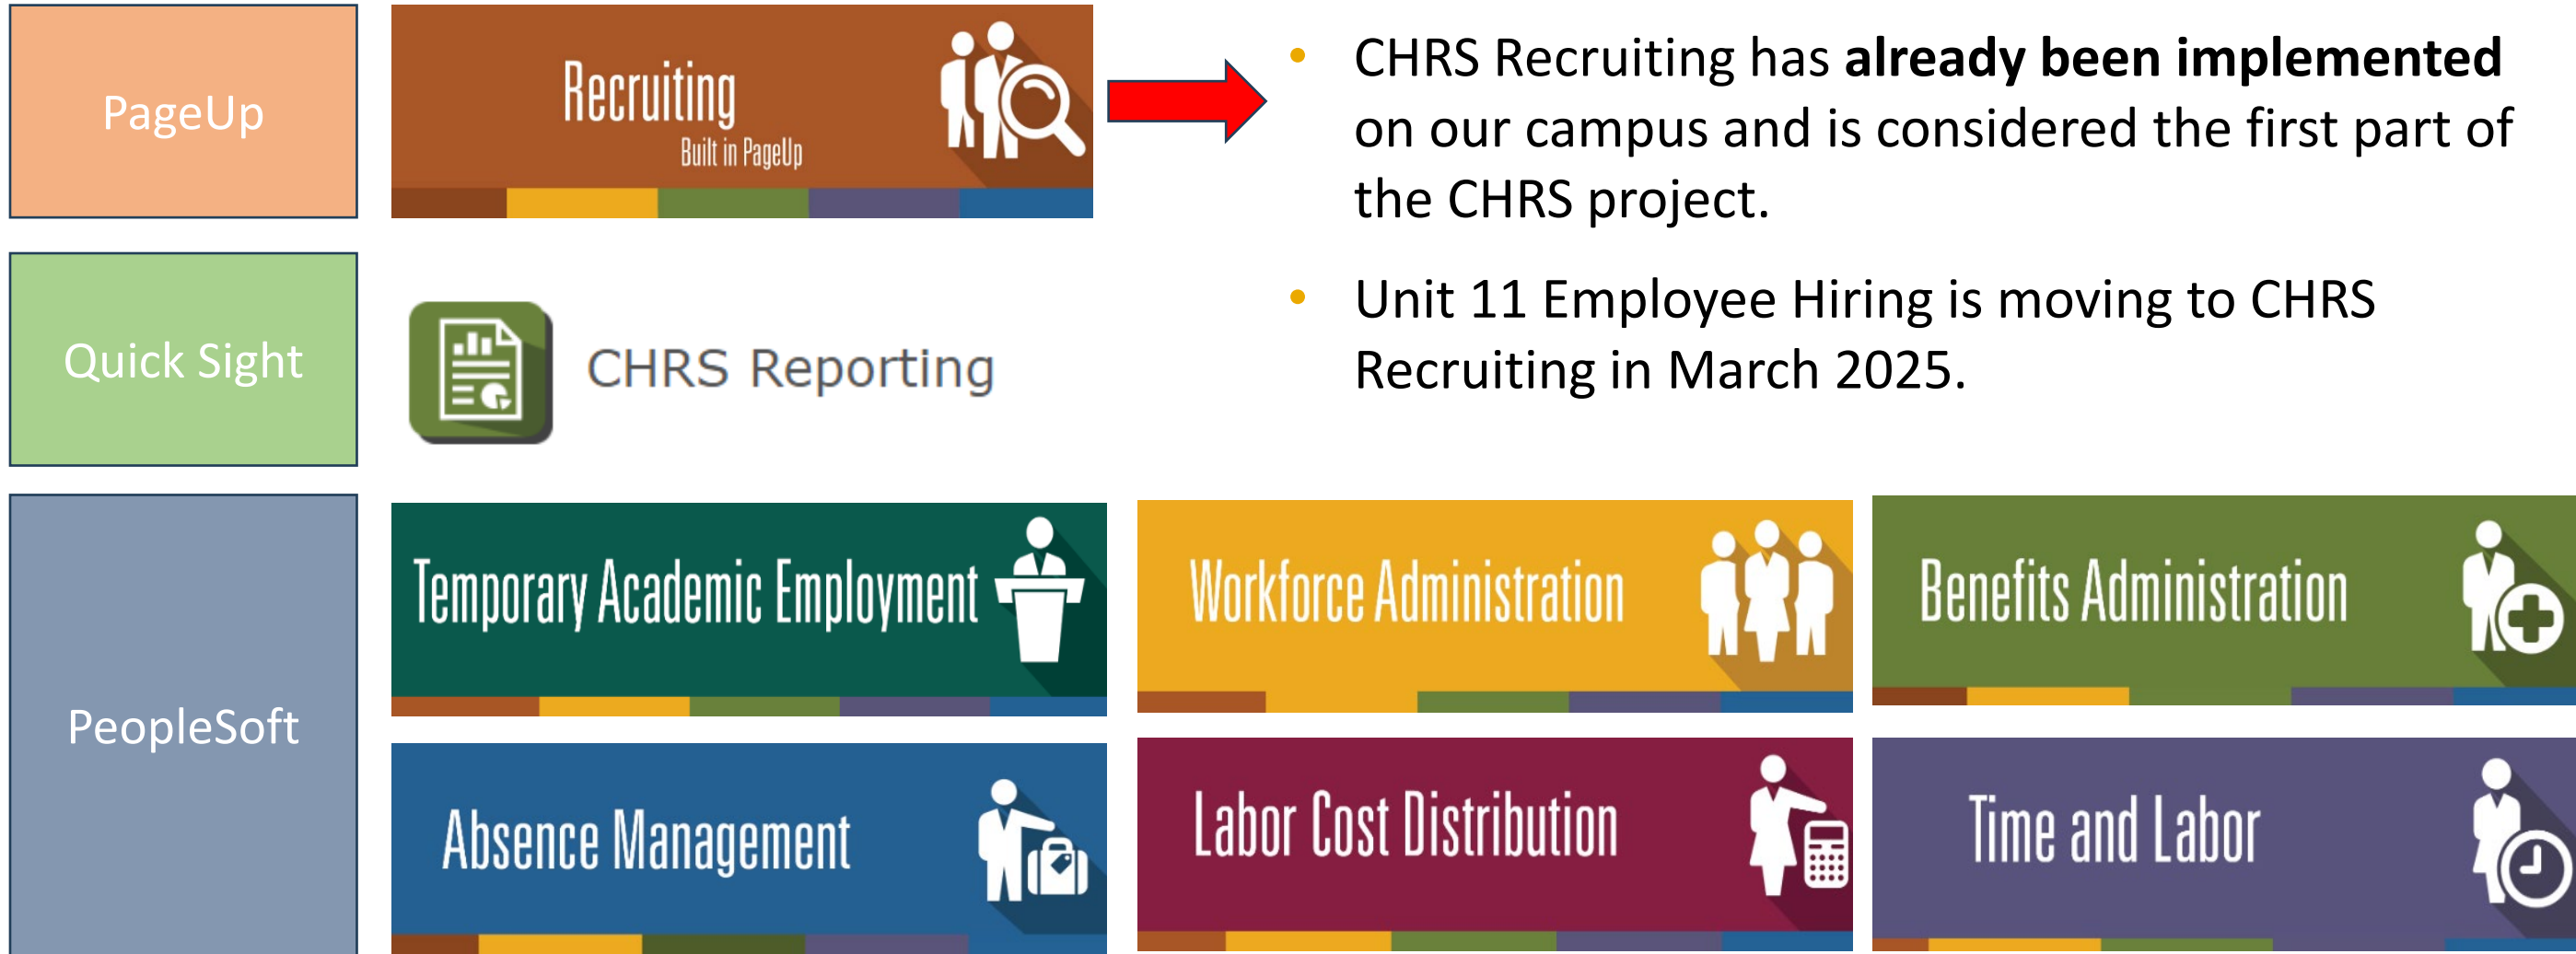 PageUp
Recruiting
Built in PageUp
• CHRS Recruiting has already been implemented
on our campus and is considered the first part of
the CHRS project.
• Unit 11 Employee Hiring is moving to CHRS
Recruiting in March 2025.
Quick Sight
CHRS Reporting
PeopleSoft
Temporary Academic Employment
Workforce Administration
Benefits Administration
Absence Management
Labor Cost Distribution
Time and Labor